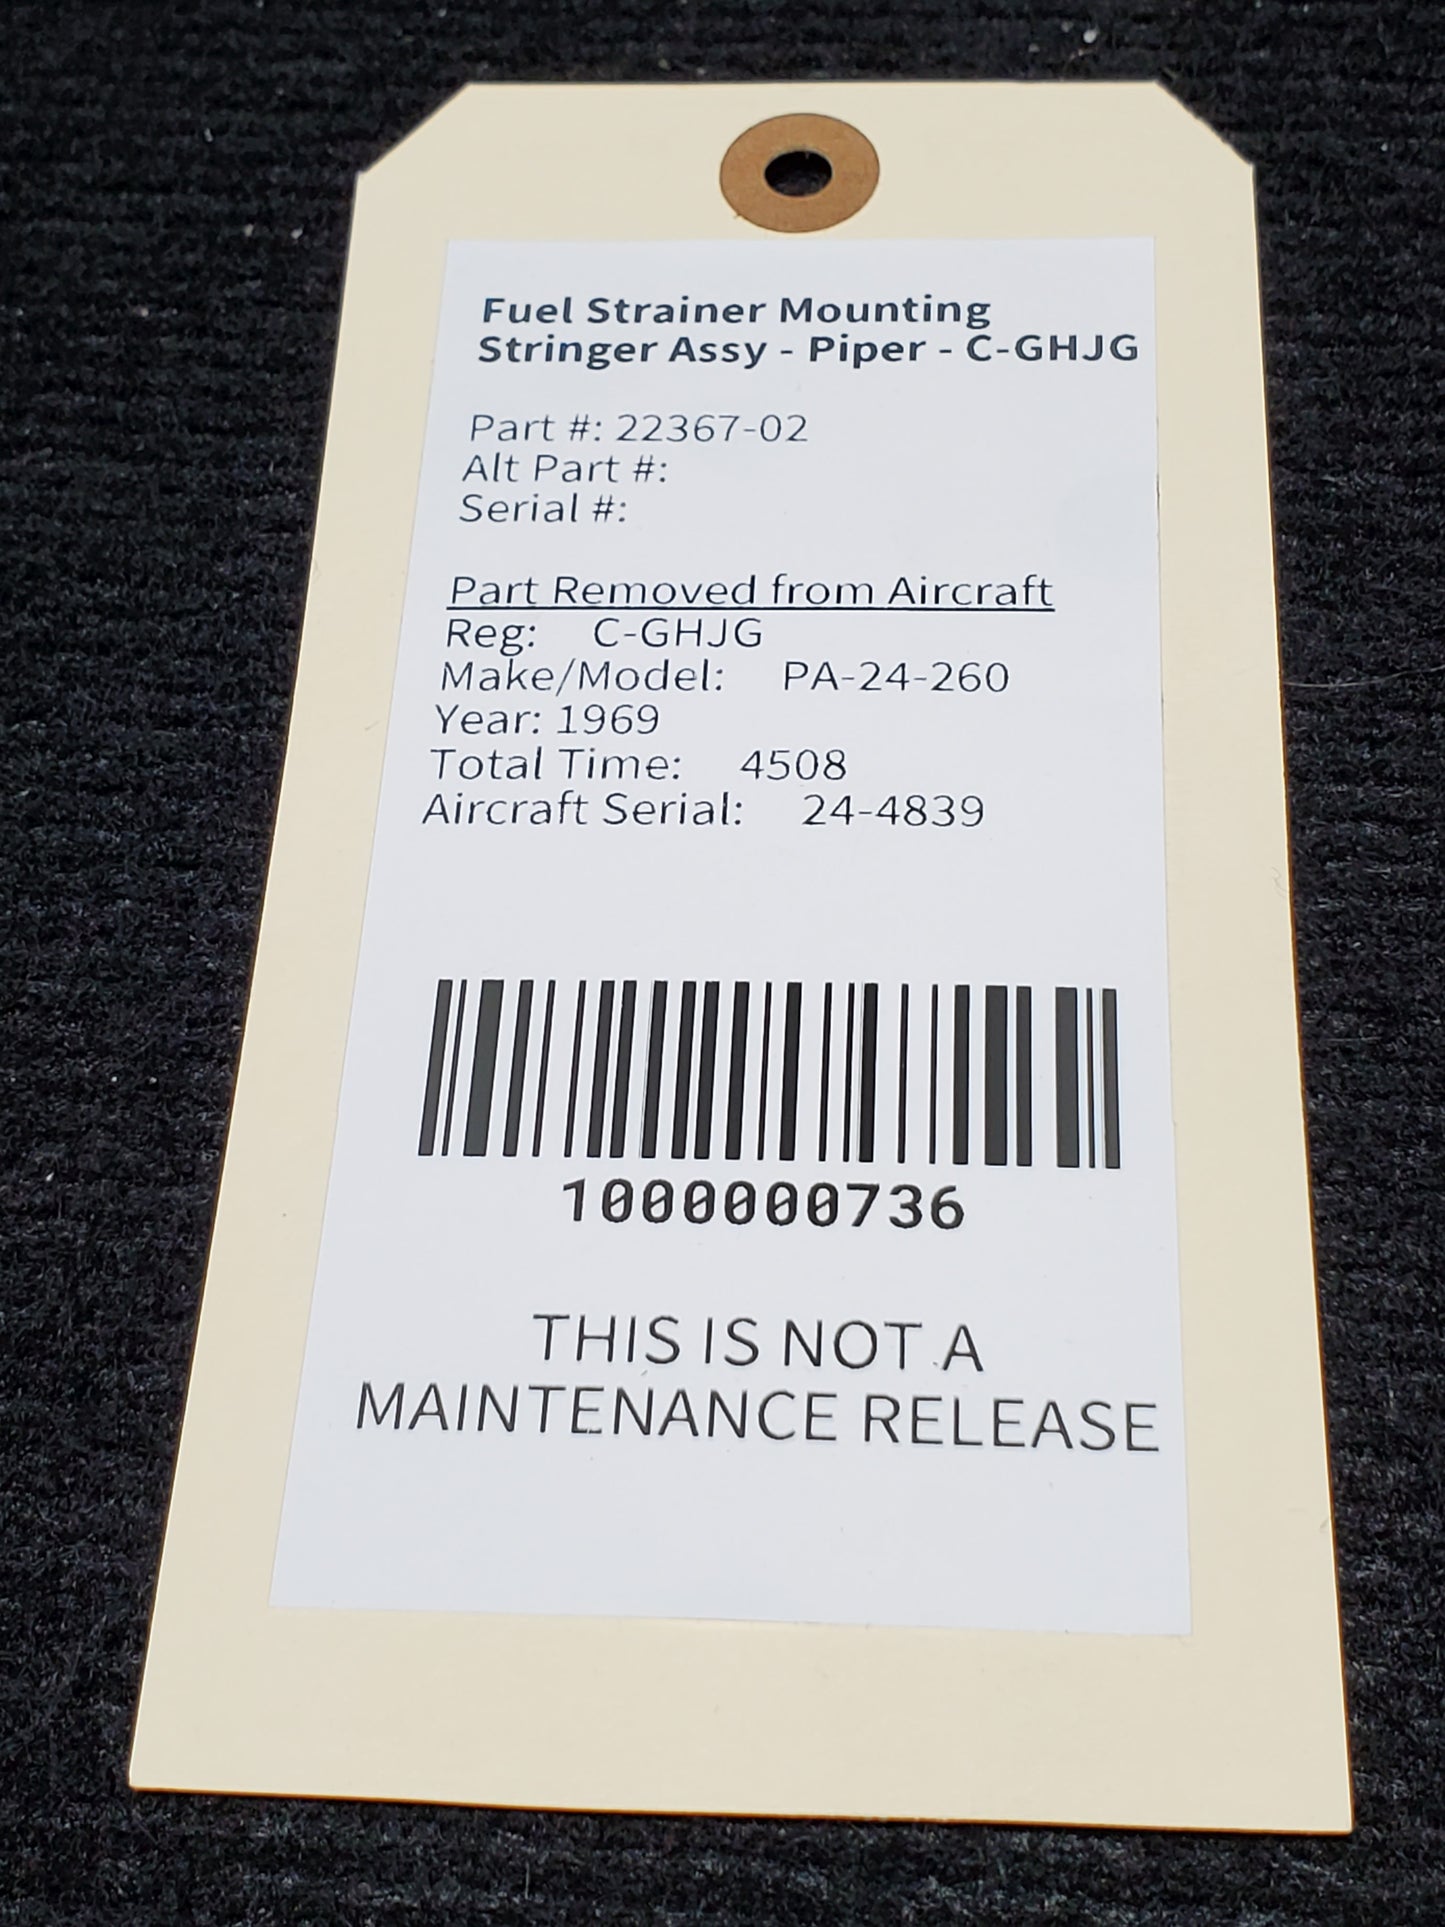 Fuel Strainer Mounting
Stringer Assy - Piper - C-GHJG
Part #: 22367-02
Alt Part #:
Serial #:
Part Removed from Aircraft
Reg: C-GHJG
Make/Model: PA-24-260
Year: 1969
Total Time: 4508
Aircraft Serial: 24-4839
1000000736
THIS IS NOT A
MAINTENANCE RELEASE